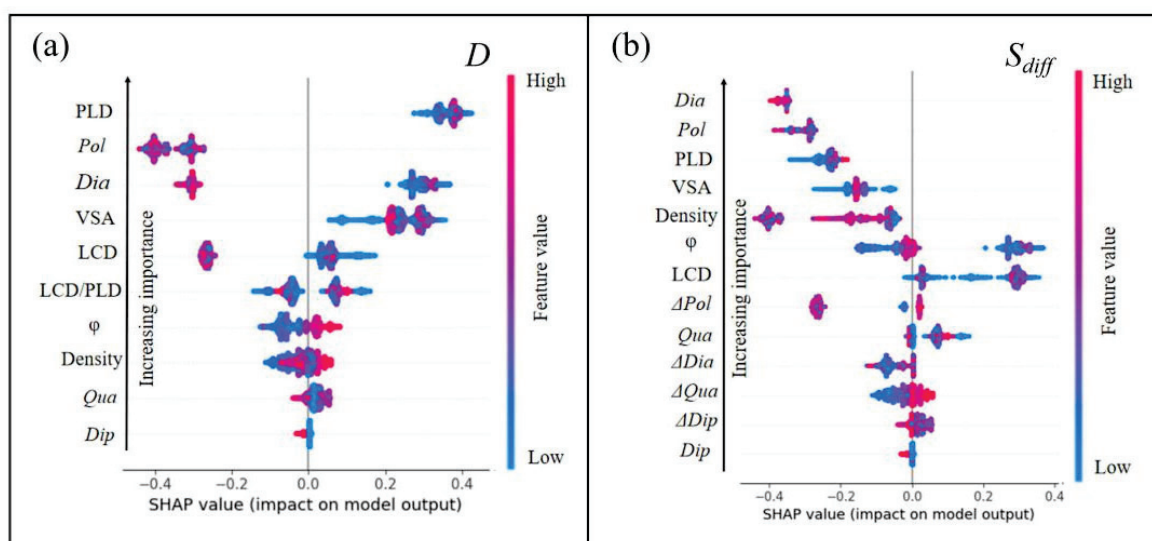 (a)
D
High
PLD
Pol
Dia
VSA
LCD
LCD/PLD
φ
Density
Qua
Dip
Increasing importance
Feature value
Low
−0.4
−0.2
0.0
0.2
0.4
SHAP value (impact on model output)
(b)
Sdiff
High
Dia
Pol
PLD
VSA
Density
φ
LCD
ΔPol
Qua
ΔDia
ΔQua
ΔDip
Dip
Increasing importance
Feature value
Low
−0.4
−0.2
0.0
0.2
0.4
SHAP value (impact on model output)